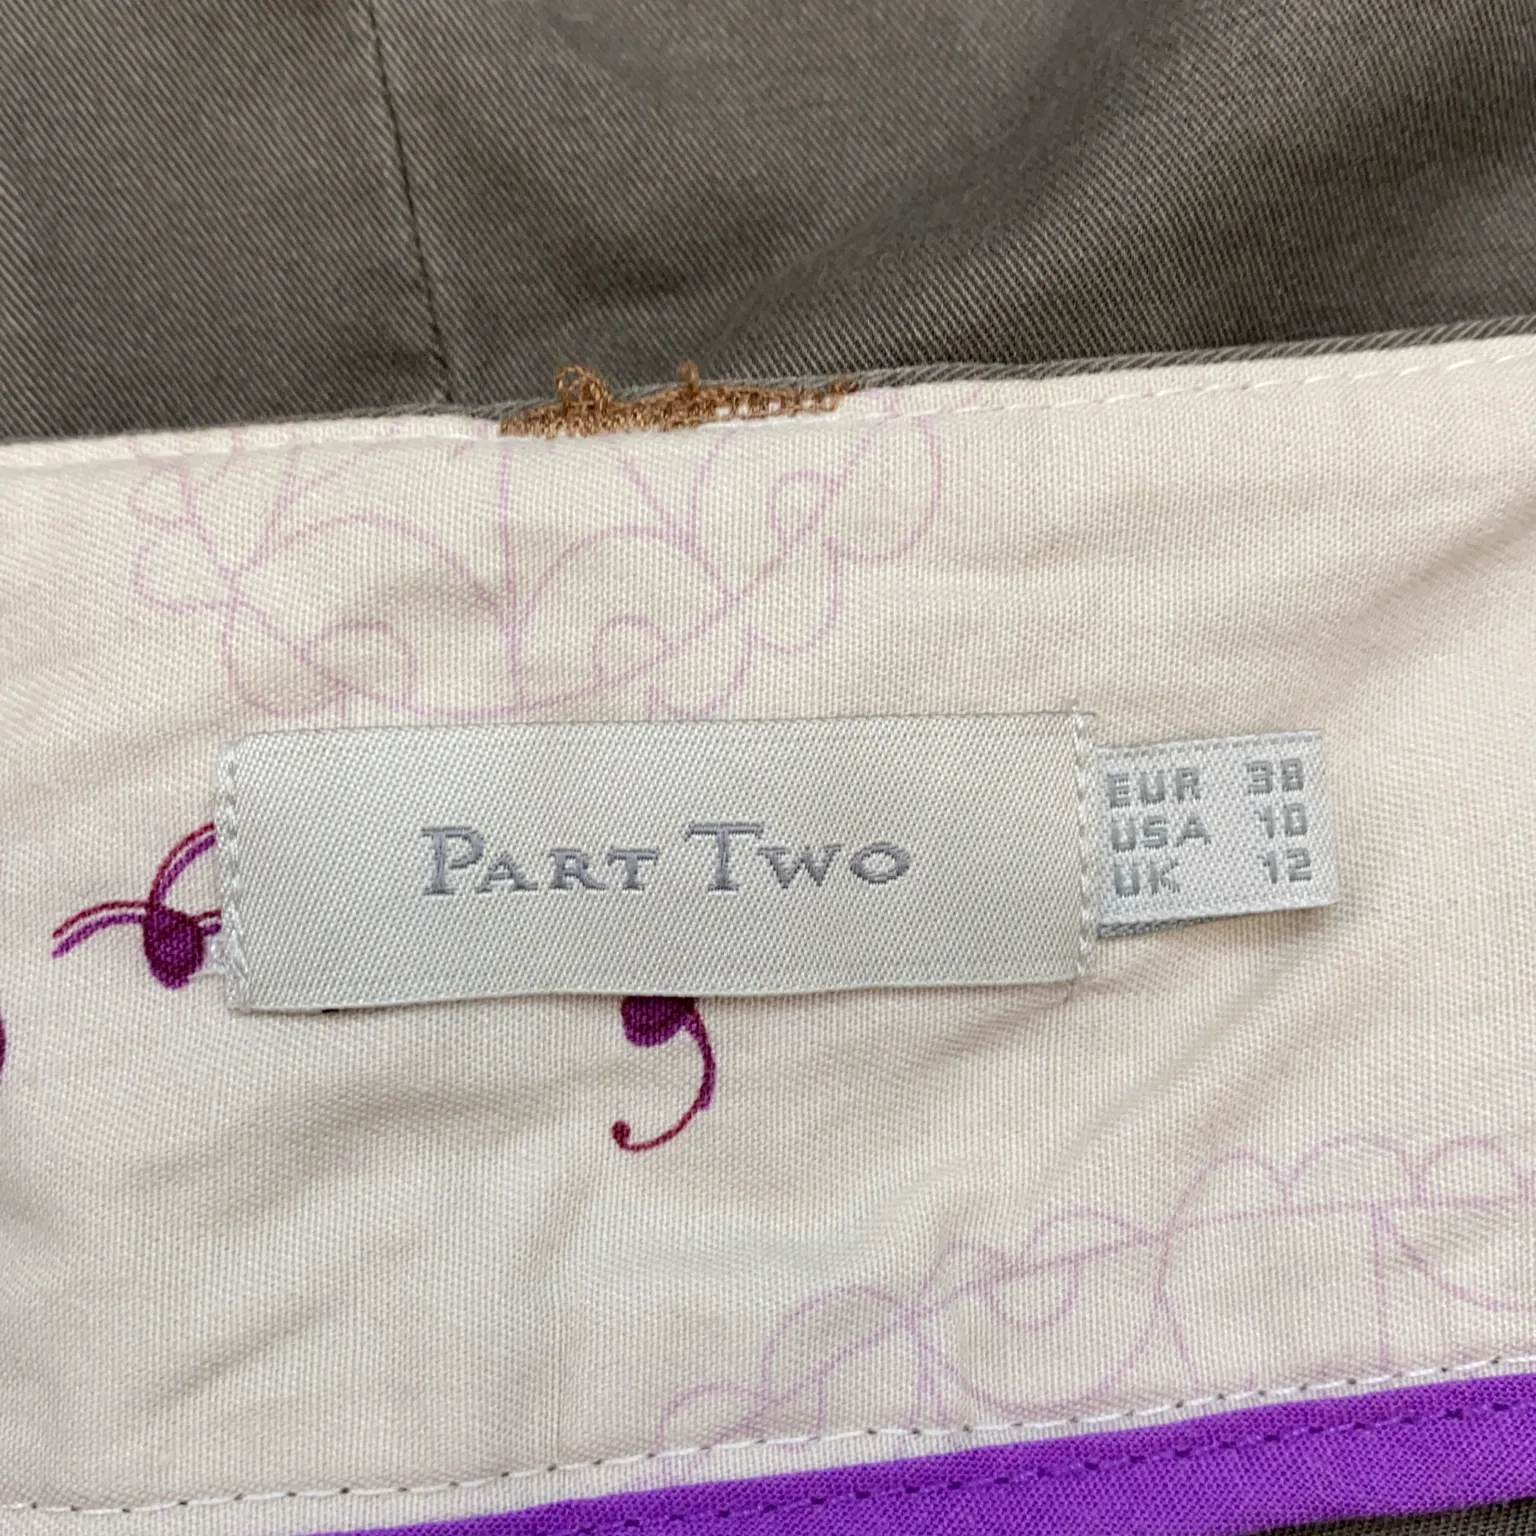 PART TWO
EUR 38
USA 10
UK 12